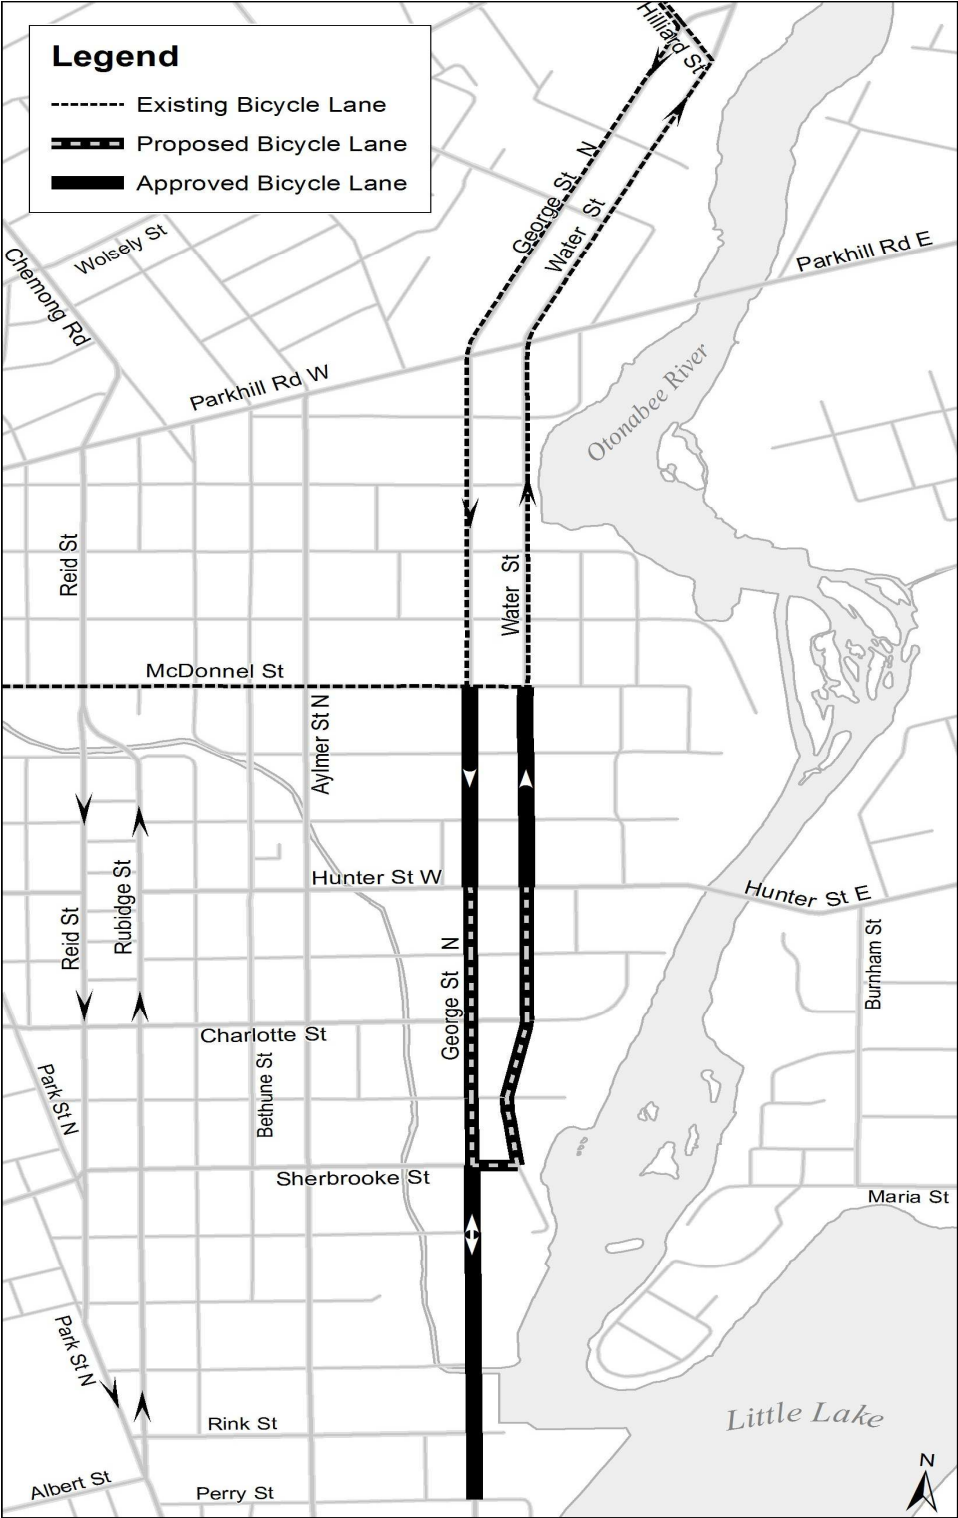 Hilliard St
Legend
Existing Bicycle Lane
Proposed Bicycle Lane
Approved Bicycle Lane
George St N
Water St
Wolsely St
Chemong Rd
Parkhill Rd E
Parkhill Rd W
Otonabee River
Reid St
Water St
McDonnel St
Aylmer St N
Hunter St W
Hunter St E
Rubidge St
Reid St
George St N
Burnham St
Charlotte St
Bethune St
Park St N
Sherbrooke St
Maria St
Park St N
Little Lake
Rink St
N
Albert St
Perry St